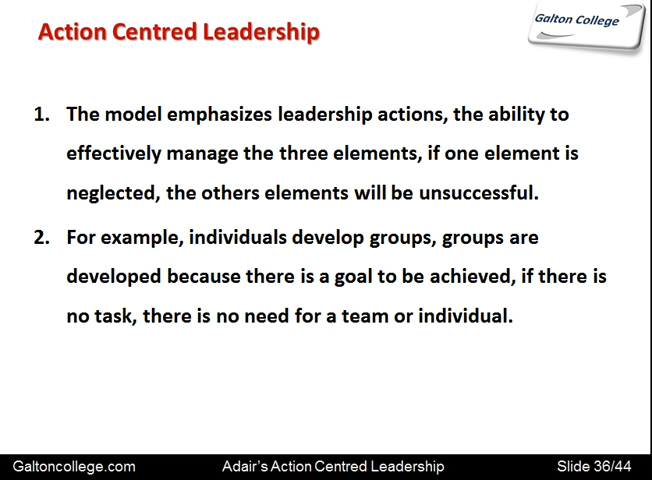 Action Centred Leadership
Galton College
1. The model emphasizes leadership actions, the ability to
effectively manage the three elements, if one element is
neglected, the others elements will be unsuccessful.
2. For example, individuals develop groups, groups are
developed because there is a goal to be achieved, if there is
no task, there is no need for a team or individual.
Galtoncollege.com Adair's Action Centred Leadership Slide 36/44